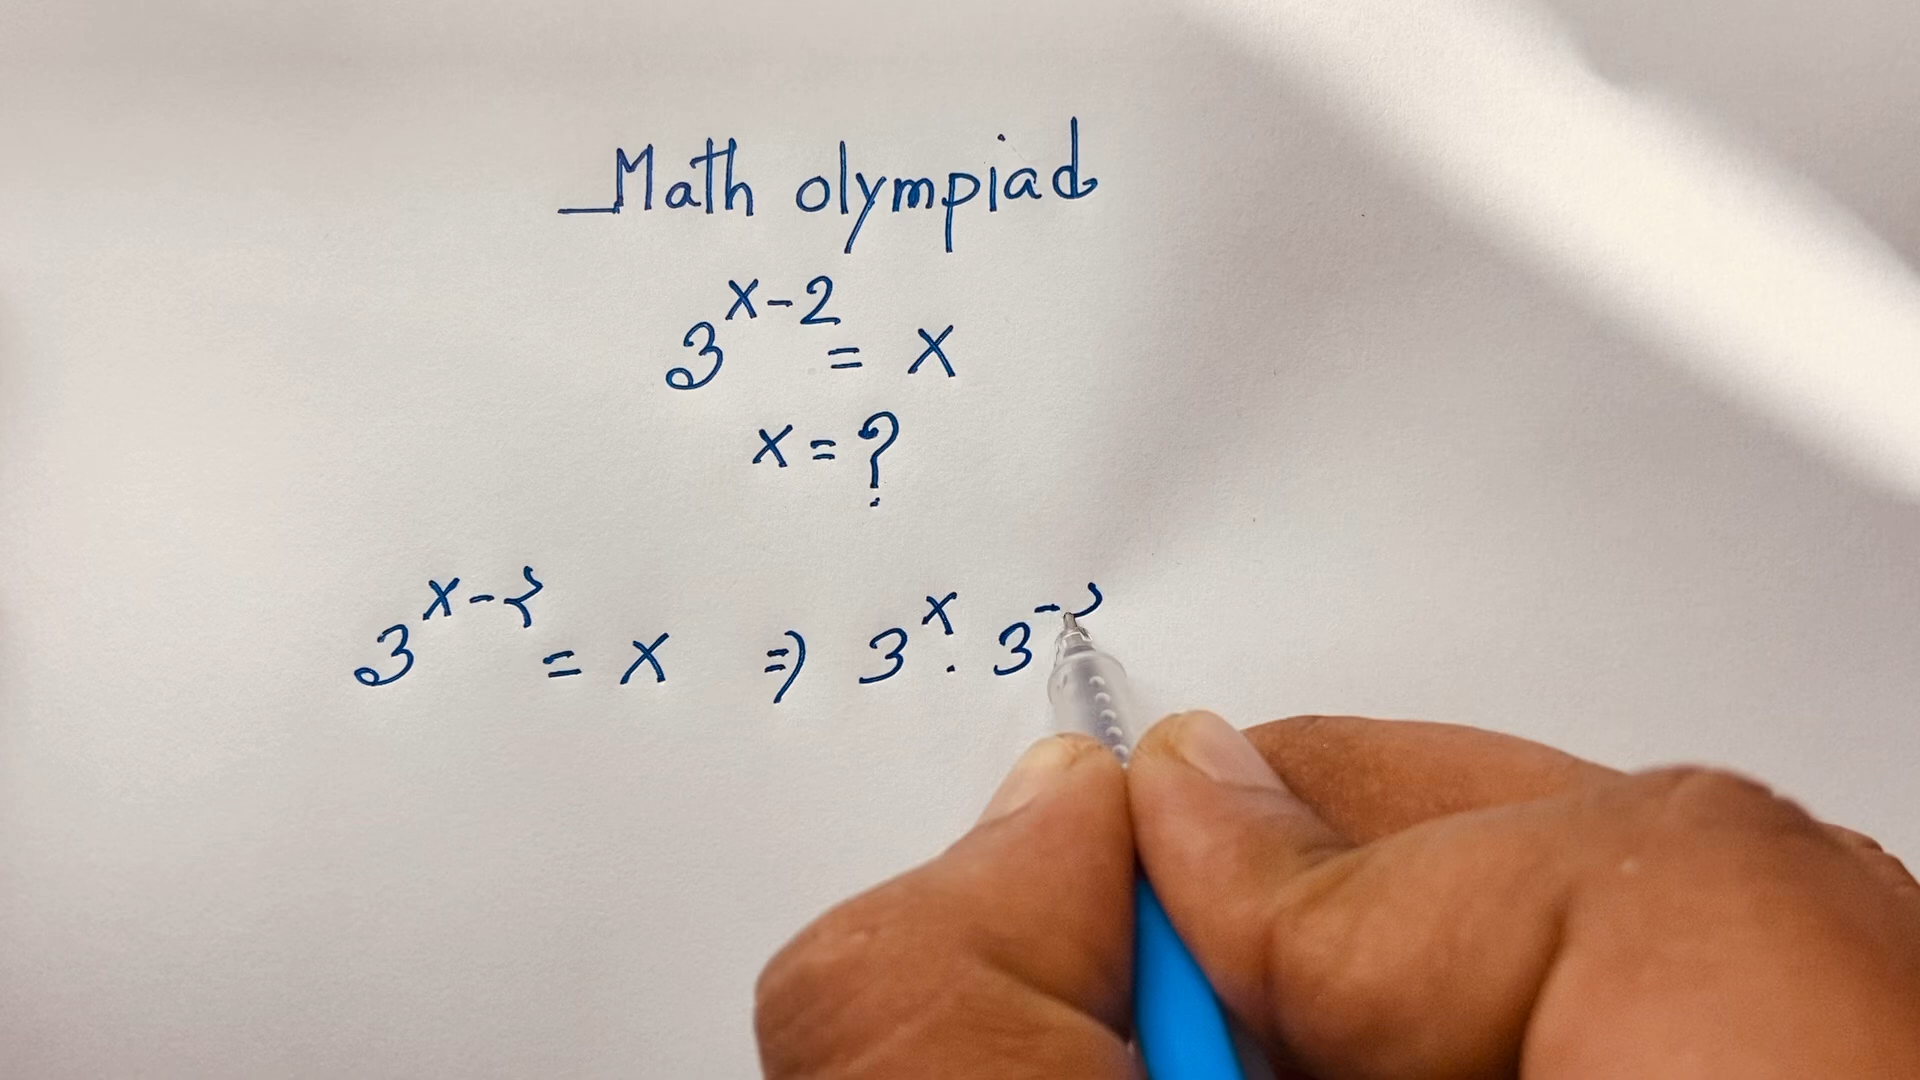 Math olympiad
3^{x-2} = x
x = ?
3^{x-2} = x ⇒ 3^x . 3^{-2}